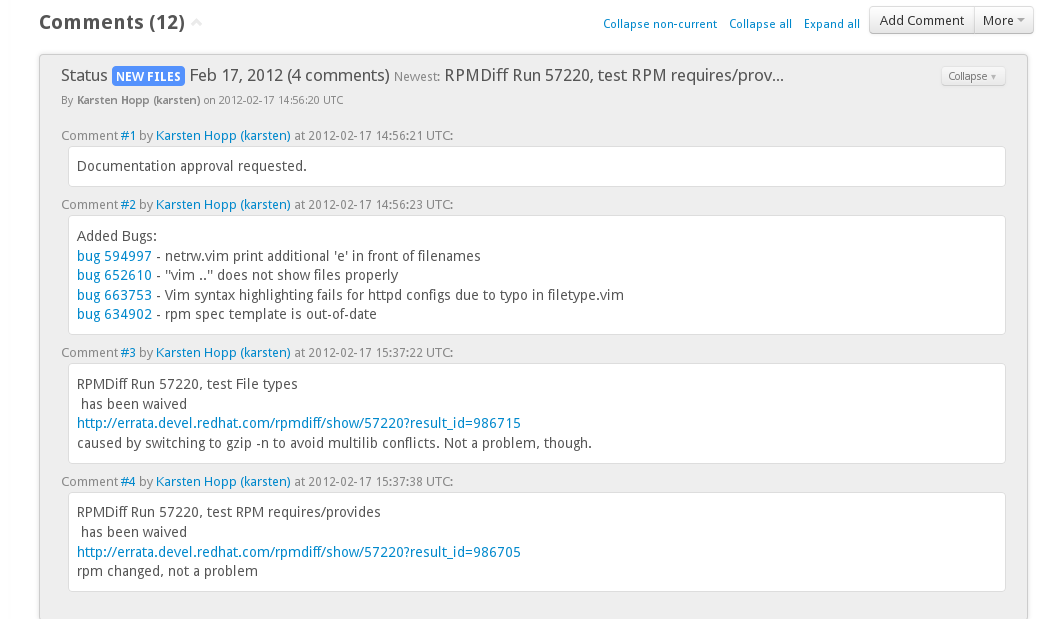 Comments (12)
Collapse non-current Collapse all Expand all Add Comment More
Status NEW FILES Feb 17, 2012 (4 comments) Newest: RPMDiff Run 57220, test RPM requires/prov... Collapse
By Karsten Hopp (karsten) on 2012-02-17 14:56:20 UTC
Comment #1 by Karsten Hopp (karsten) at 2012-02-17 14:56:21 UTC:
Documentation approval requested.
Comment #2 by Karsten Hopp (karsten) at 2012-02-17 14:56:23 UTC:
Added Bugs:
bug 594997 - netrw.vim print additional 'e' in front of filenames
bug 652610 - "vim .." does not show files properly
bug 663753 - Vim syntax highlighting fails for httpd configs due to typo in filetype.vim
bug 634902 - rpm spec template is out-of-date
Comment #3 by Karsten Hopp (karsten) at 2012-02-17 15:37:22 UTC:
RPMDiff Run 57220, test File types
has been waived
http://errata.devel.redhat.com/rpmdiff/show/57220?result_id=986715
caused by switching to gzip -n to avoid multilib conflicts. Not a problem, though.
Comment #4 by Karsten Hopp (karsten) at 2012-02-17 15:37:38 UTC:
RPMDiff Run 57220, test RPM requires/provides
has been waived
http://errata.devel.redhat.com/rpmdiff/show/57220?result_id=986705
rpm changed, not a problem